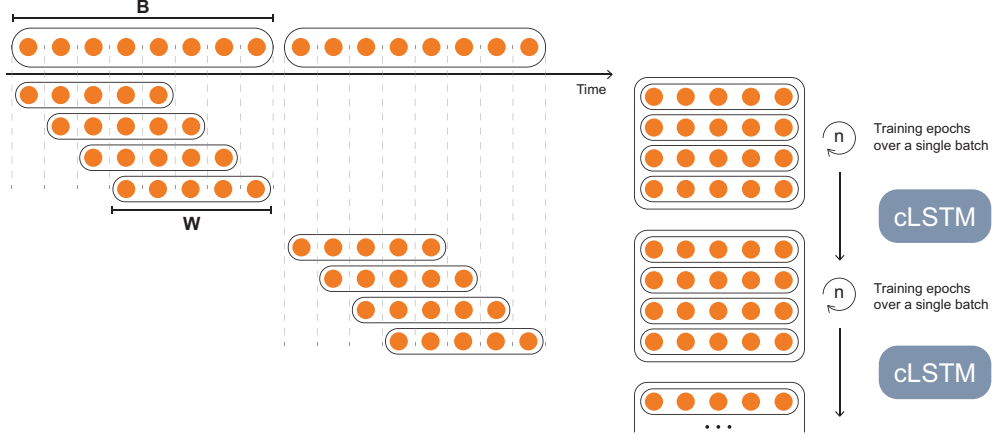 B
Time
W
n
Training epochs
over a single batch
cLSTM
n
Training epochs
over a single batch
cLSTM
...